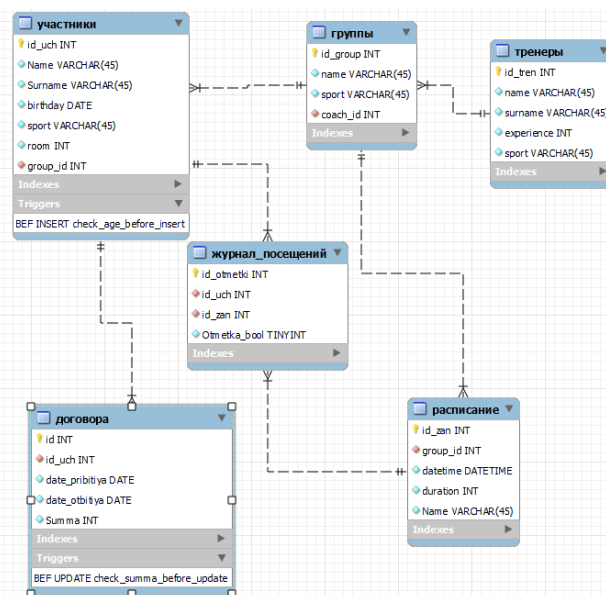 участники
id_uch INT
Name VARCHAR(45)
Surname VARCHAR(45)
birthday DATE
sport VARCHAR(45)
room INT
group_id INT
Indexes
Triggers
BEF INSERT check_age_before_insert
группы
id_group INT
name VARCHAR(45)
sport VARCHAR(45)
coach_id INT
Indexes
тренеры
id_tren INT
name VARCHAR(45)
surname VARCHAR(45)
experience INT
sport VARCHAR(45)
Indexes
журнал_посещений
id_otmetki INT
id_uch INT
id_zan INT
Otmetka_bool TINYINT
Indexes
договора
id INT
id_uch INT
date_pribitiya DATE
date_otbitiya DATE
Summa INT
Indexes
Triggers
BEF UPDATE check_summa_before_update
расписание
id_zan INT
group_id INT
datetime DATETIME
duration INT
Name VARCHAR(45)
Indexes